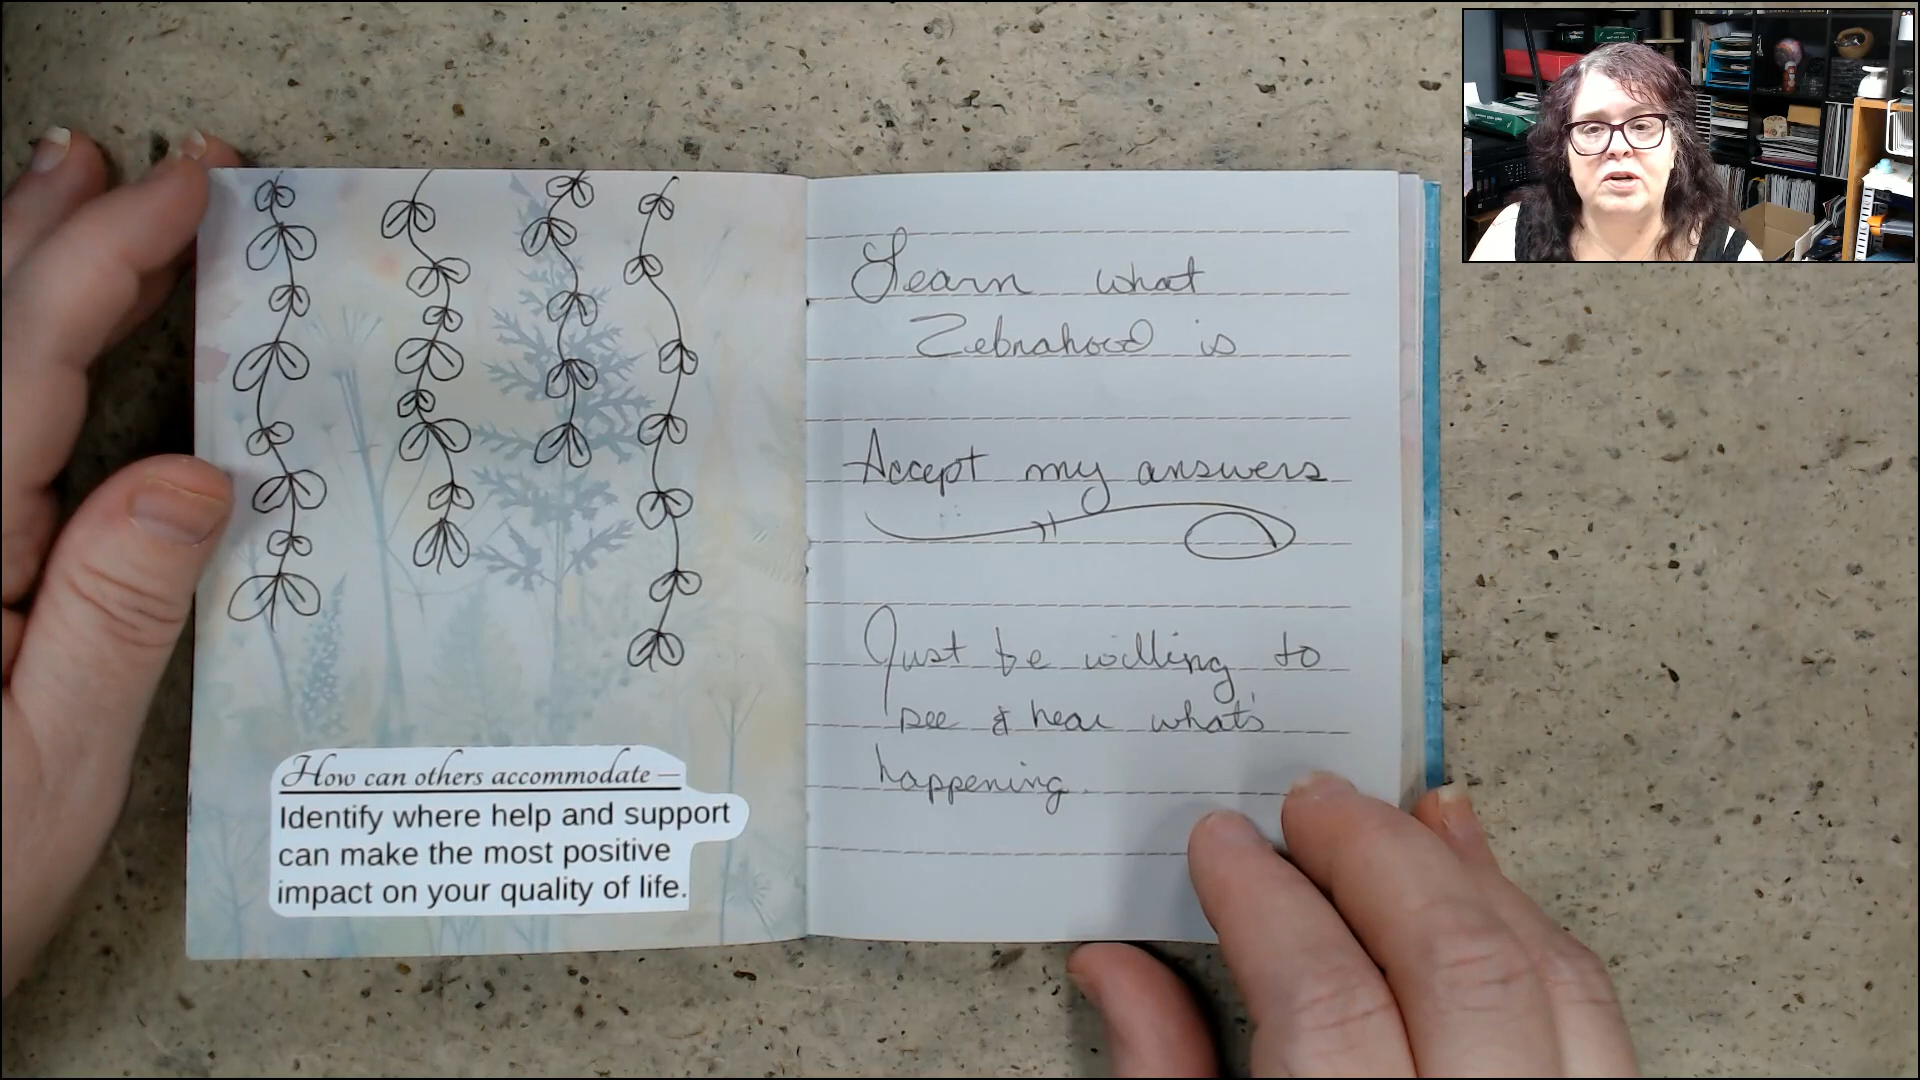 How can others accommodate —
Identify where help and support
can make the most positive
impact on your quality of life.
Learn what
Zebrahood is
Accept my answers
Just be willing to
see & hear what's
happening.